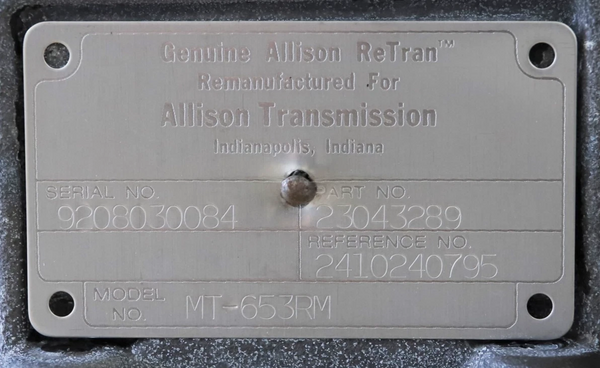 Genuine Allison ReTran™
Remanufactured For
Allison Transmission
Indianapolis, Indiana
SERIAL NO. PART NO.
9208030084 23043289
REFERENCE NO.
2410240795
MODEL NO. MT-653RM